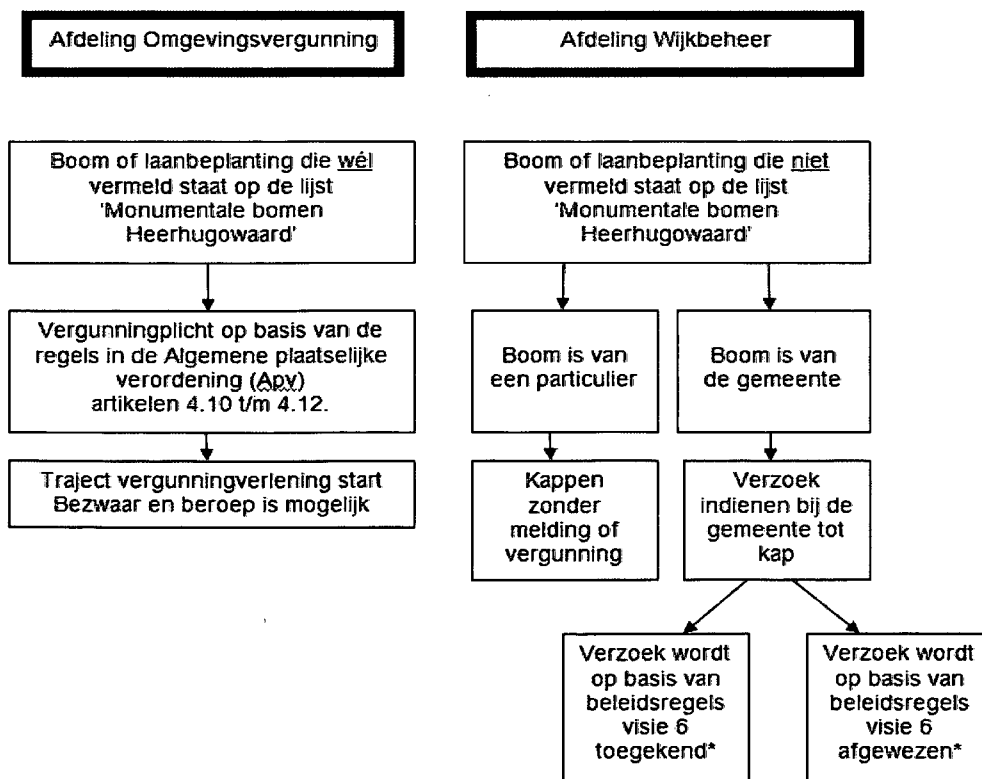 Afdeling Omgevingsvergunning
Afdeling Wijkbeheer
Boom of laanbeplanting die wél
vermeld staat op de lijst
'Monumentale bomen
Heerhugowaard'
Boom of laanbeplanting die niet
vermeld staat op de lijst
'Monumentale bomen
Heerhugowaard'
Vergunningplicht op basis van de
regels in de Algemene plaatselijke
verordening (Apv)
artikelen 4.10 t/m 4.12.
Boom is van
een particulier
Boom is van
de gemeente
Traject vergunningverlening start
Bezwaar en beroep is mogelijk
Kappen
zonder
melding of
vergunning
Verzoek
indienen bij de
gemeente tot
kap
Verzoek wordt
op basis van
beleidsregels
visie 6
toegekend*
Verzoek wordt
op basis van
beleidsregels
visie 6
afgewezen*